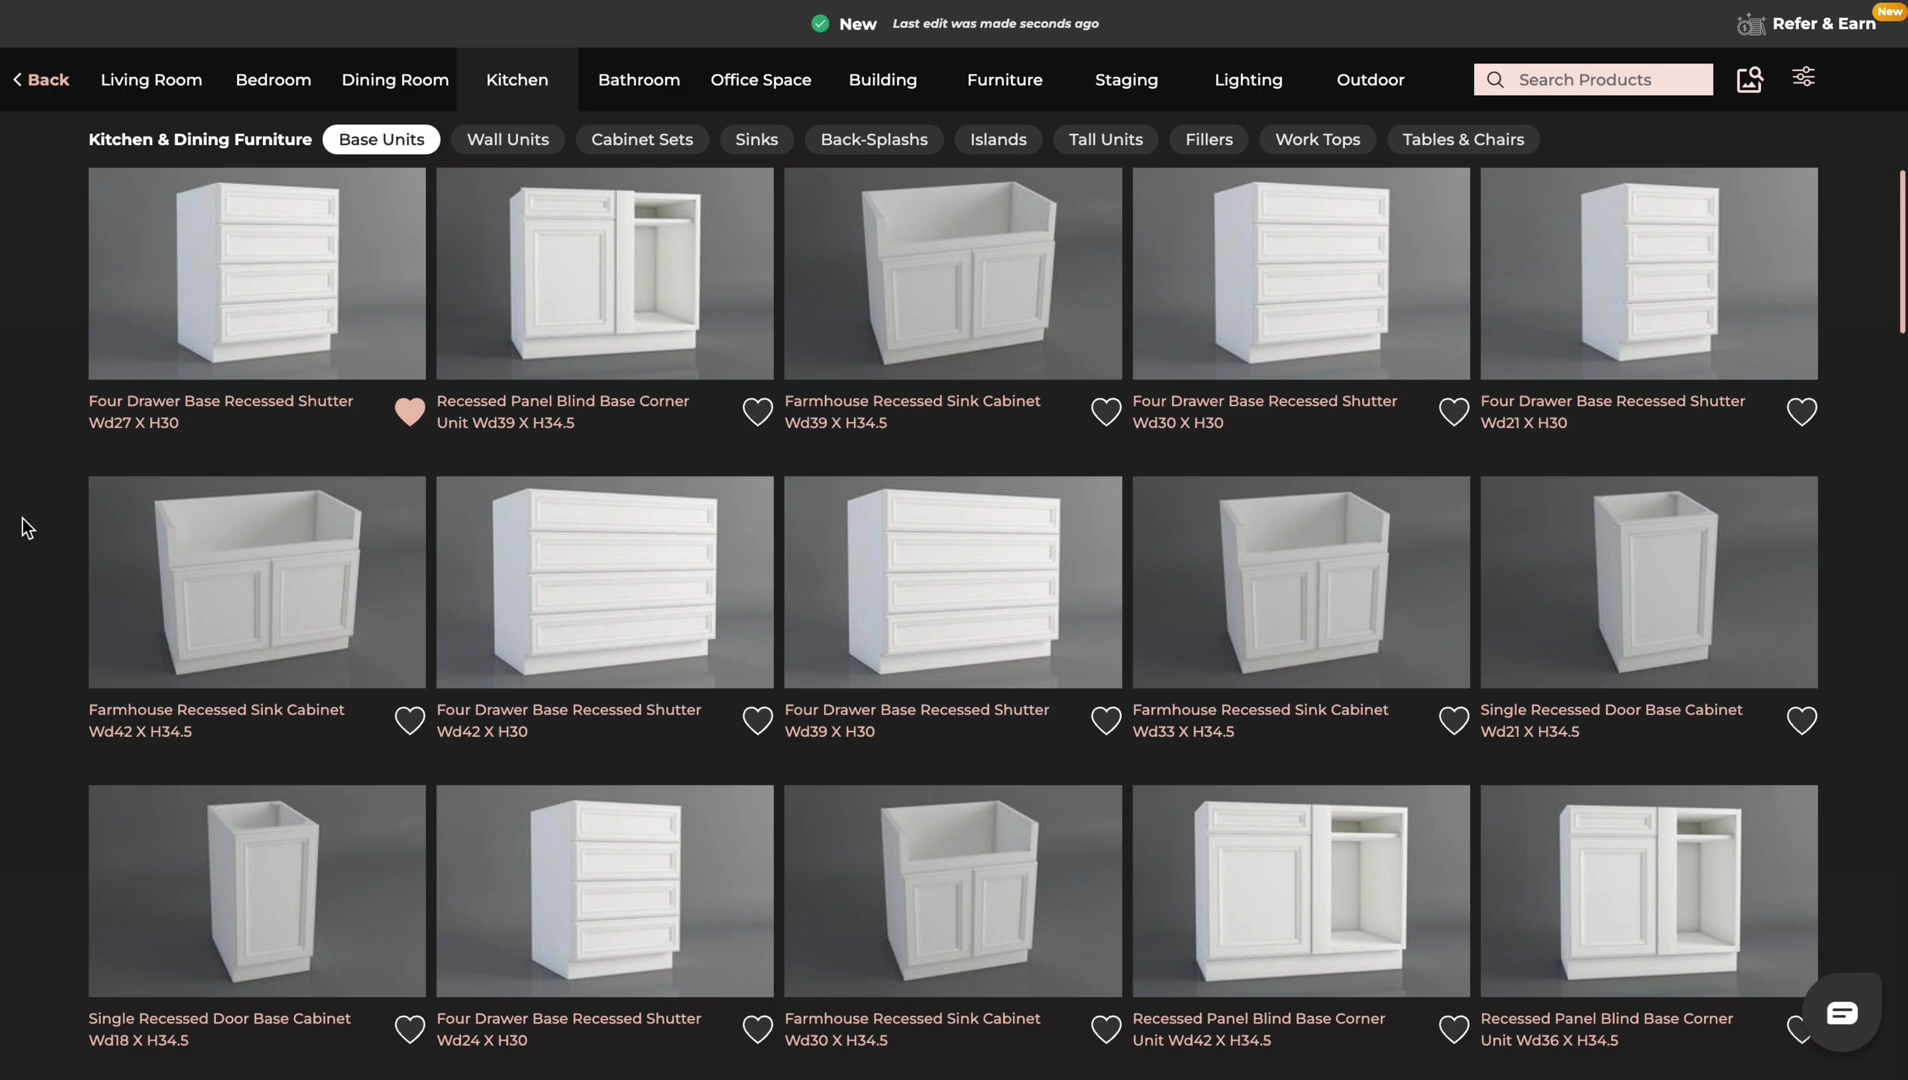 New Last edit was made seconds ago
Refer & Earn
New
Back Living Room Bedroom Dining Room Kitchen Bathroom Office Space Building Furniture Staging Lighting Outdoor Search Products
Kitchen & Dining Furniture Base Units Wall Units Cabinet Sets Sinks Back-Splashes Islands Tall Units Fillers Work Tops Tables & Chairs
Four Drawer Base Recessed Shutter
Wd27 X H30
Recessed Panel Blind Base Corner
Unit Wd39 X H34.5
Farmhouse Recessed Sink Cabinet
Wd39 X H34.5
Four Drawer Base Recessed Shutter
Wd30 X H30
Four Drawer Base Recessed Shutter
Wd21 X H30
Farmhouse Recessed Sink Cabinet
Wd42 X H34.5
Four Drawer Base Recessed Shutter
Wd42 X H30
Four Drawer Base Recessed Shutter
Wd39 X H30
Farmhouse Recessed Sink Cabinet
Wd33 X H34.5
Single Recessed Door Base Cabinet
Wd21 X H34.5
Single Recessed Door Base Cabinet
Wd18 X H34.5
Four Drawer Base Recessed Shutter
Wd24 X H30
Farmhouse Recessed Sink Cabinet
Wd30 X H34.5
Recessed Panel Blind Base Corner
Unit Wd42 X H34.5
Recessed Panel Blind Base Corner
Unit Wd36 X H34.5